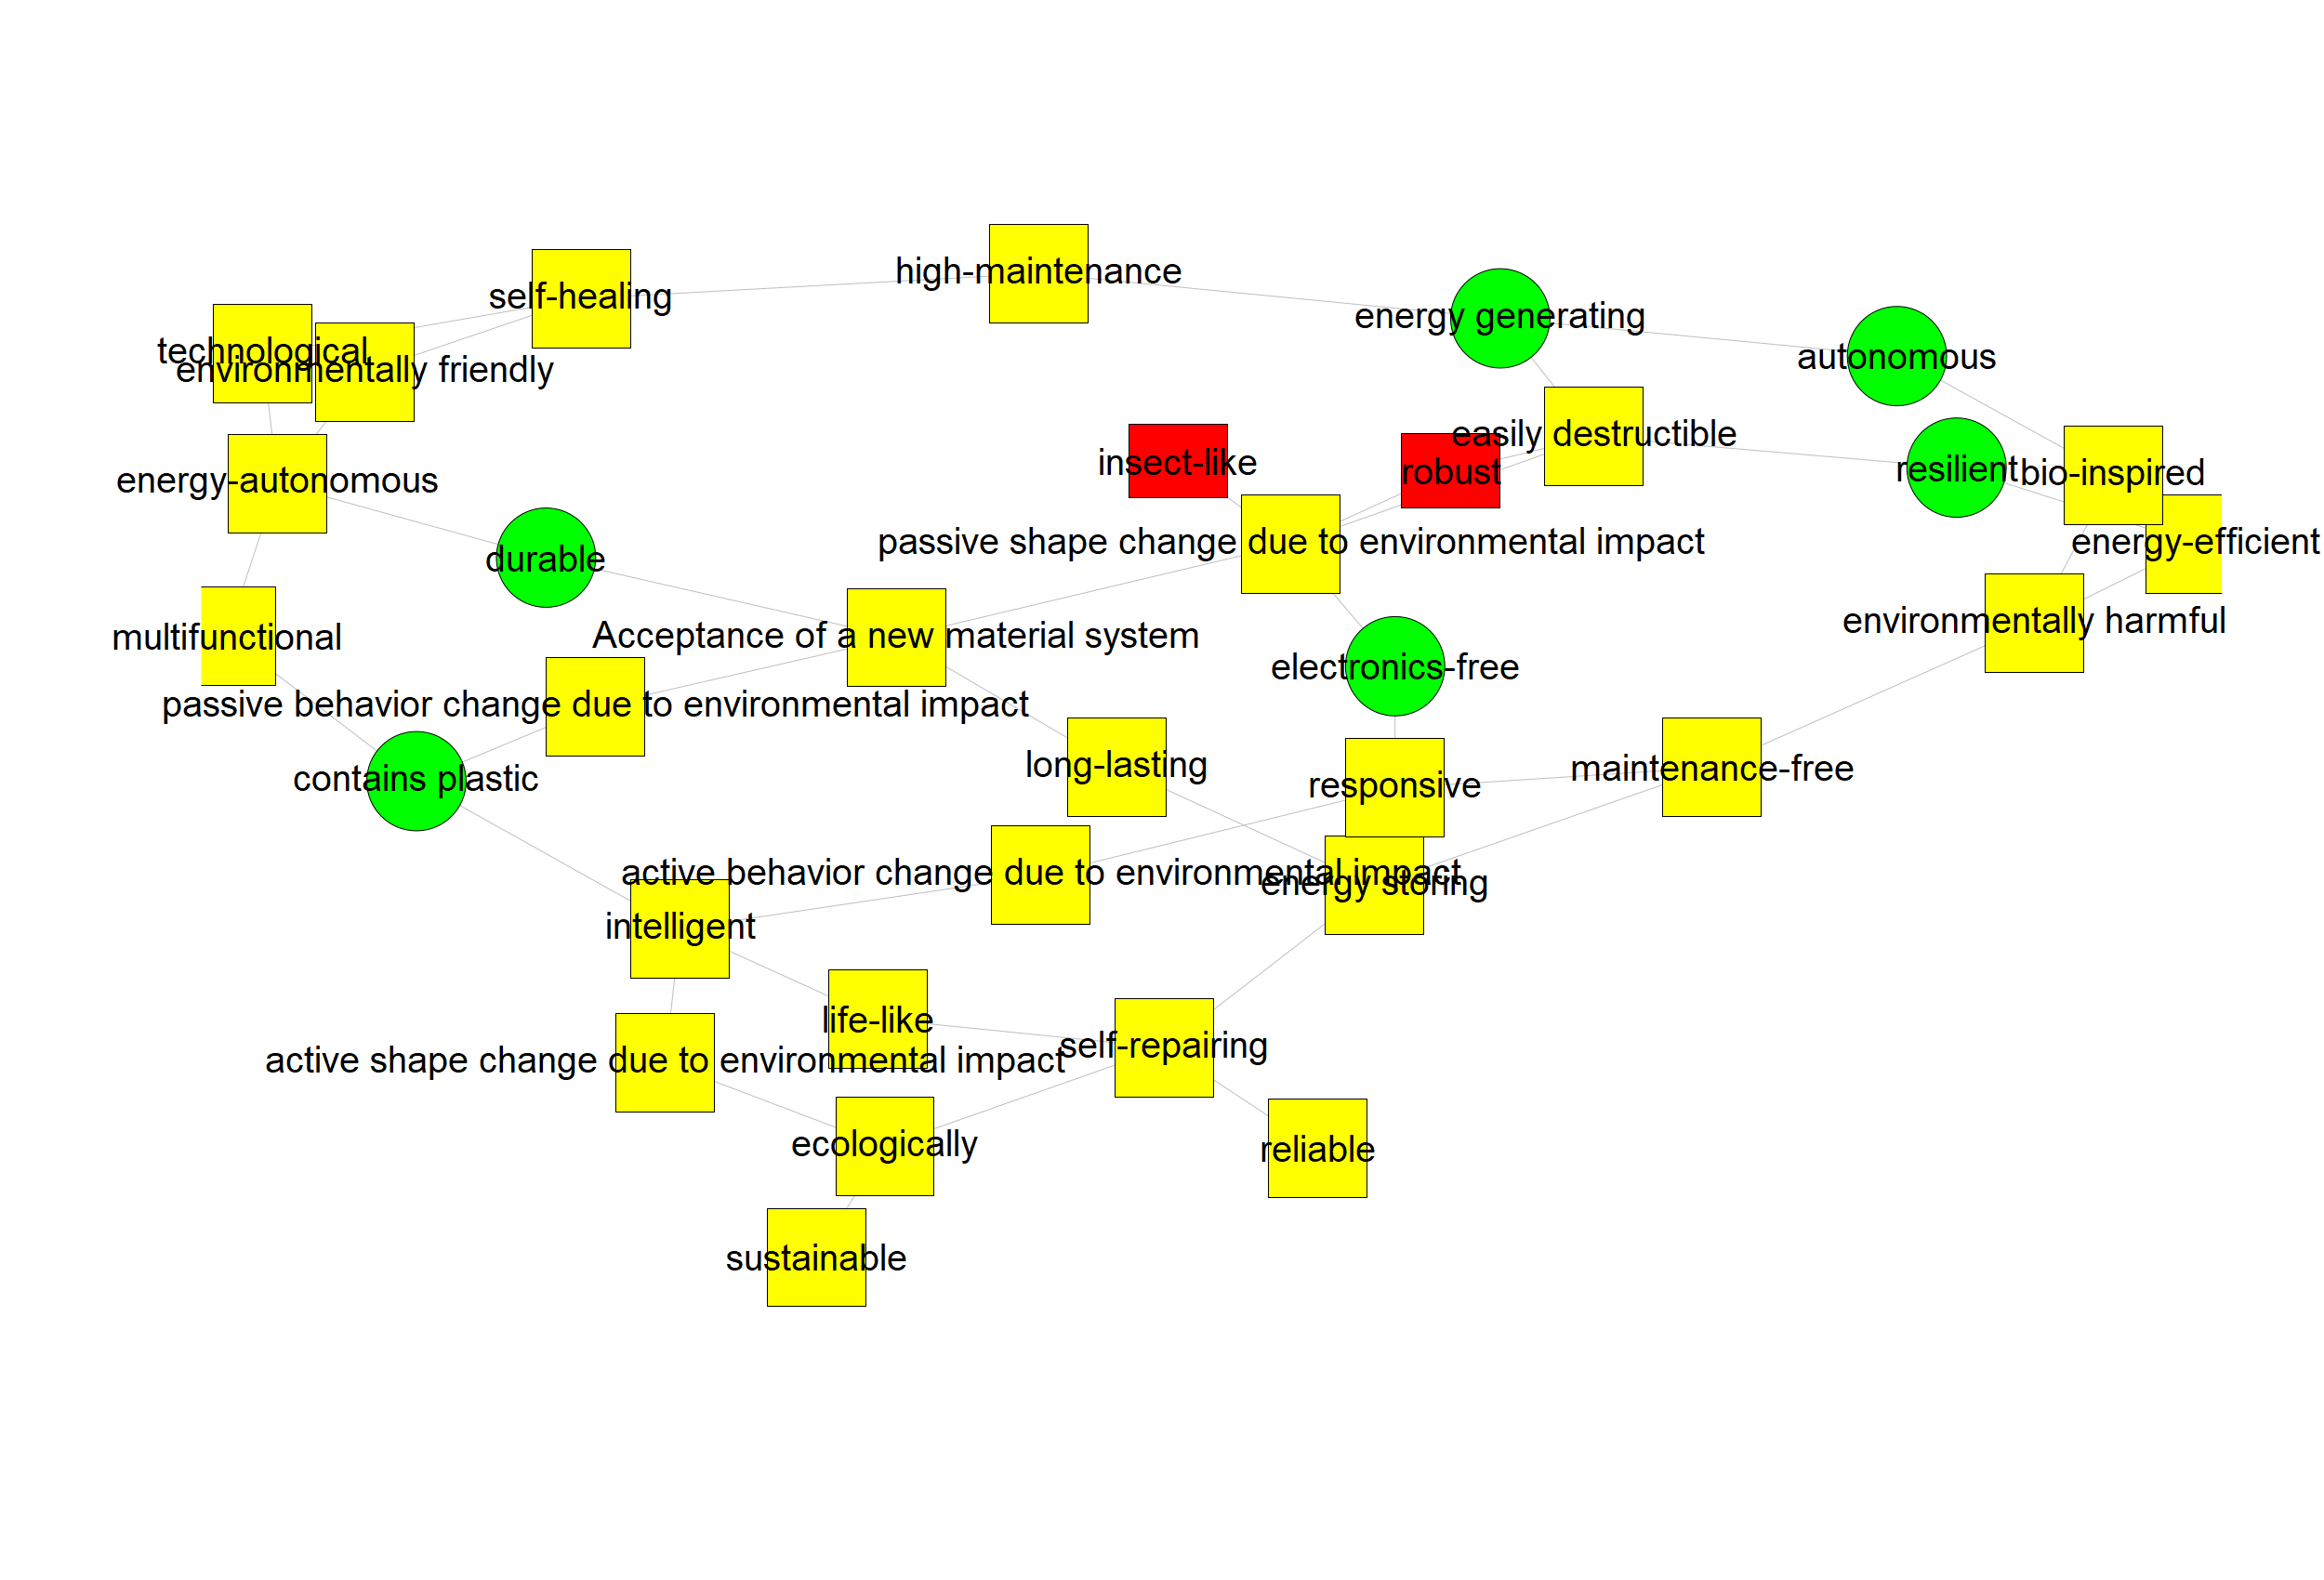 high-maintenance
self-healing
energy generating
technological
environmentally friendly
autonomous
easily destructible
insect-like
robust
resilient
bio-inspired
energy-autonomous
passive shape change due to environmental impact
energy-efficient
durable
environmentally harmful
multifunctional
Acceptance of a new material system
electronics-free
passive behavior change due to environmental impact
contains plastic
long-lasting
responsive
maintenance-free
active behavior change due to environmental impact
energy storing
intelligent
life-like
self-repairing
active shape change due to environmental impact
ecologically
reliable
sustainable